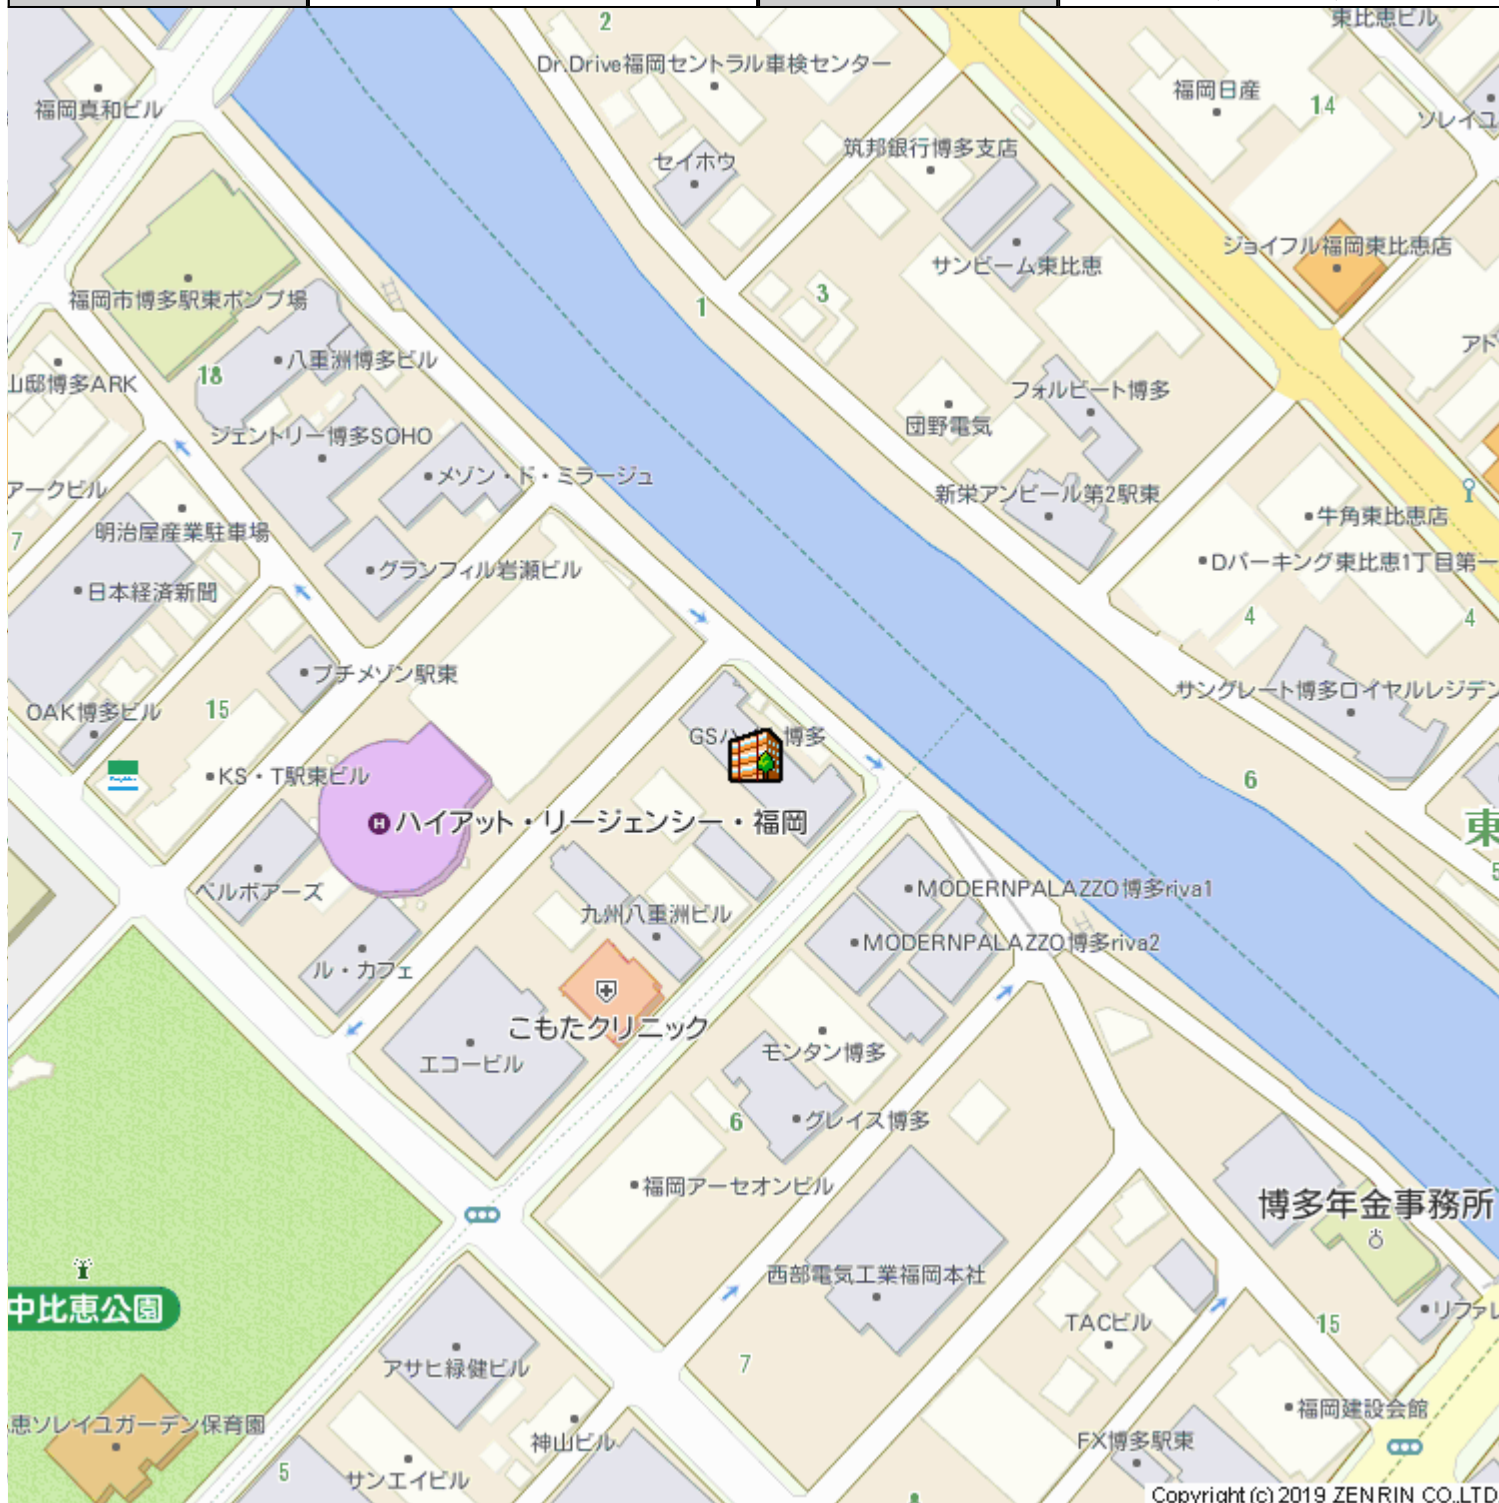 東比恵ビル
2
Dr.Drive福岡セントラル車検センター
福岡日産
14
福岡真和ビル
ソレイユ
筑邦銀行博多支店
セイホウ
ジョイフル福岡東比恵店
サンビーム東比恵
福岡市博多駅東ポンプ場
3
1
アド
八重洲博多ビル
18
山邸博多ARK
フォルビート博多
団野電気
ジェントリー博多SOHO
メゾン・ド・ミラージュ
アークビル
新栄アンピール第2駅東
牛角東比恵店
明治屋産業駐車場
7
Dパーキング東比恵1丁目第一
グランフィル岩瀬ビル
日本経済新聞
4
4
プチメゾン駅東
サングレート博多ロイヤルレジデン
OAK博多ビル
15
GSハ
博多
KS・T駅東ビル
6
ハイアット・リージェンシー・福岡
東
5
ベルボアーズ
MODERNPALAZZO博多riva1
九州八重洲ビル
MODERNPALAZZO博多riva2
ル・カフェ
こもたクリニック
モンタン博多
エコービル
6
グレイス博多
福岡アーセオンビル
博多年金事務所
西部電気工業福岡本社
中比恵公園
TACビル
15
リファレ
アサヒ緑健ビル
7
福岡建設会館
恵ソレイユガーデン保育園
神山ビル
FX博多駅東
5
サンエイビル
8
Copyright (c) 2019 ZENRIN CO.,LTD